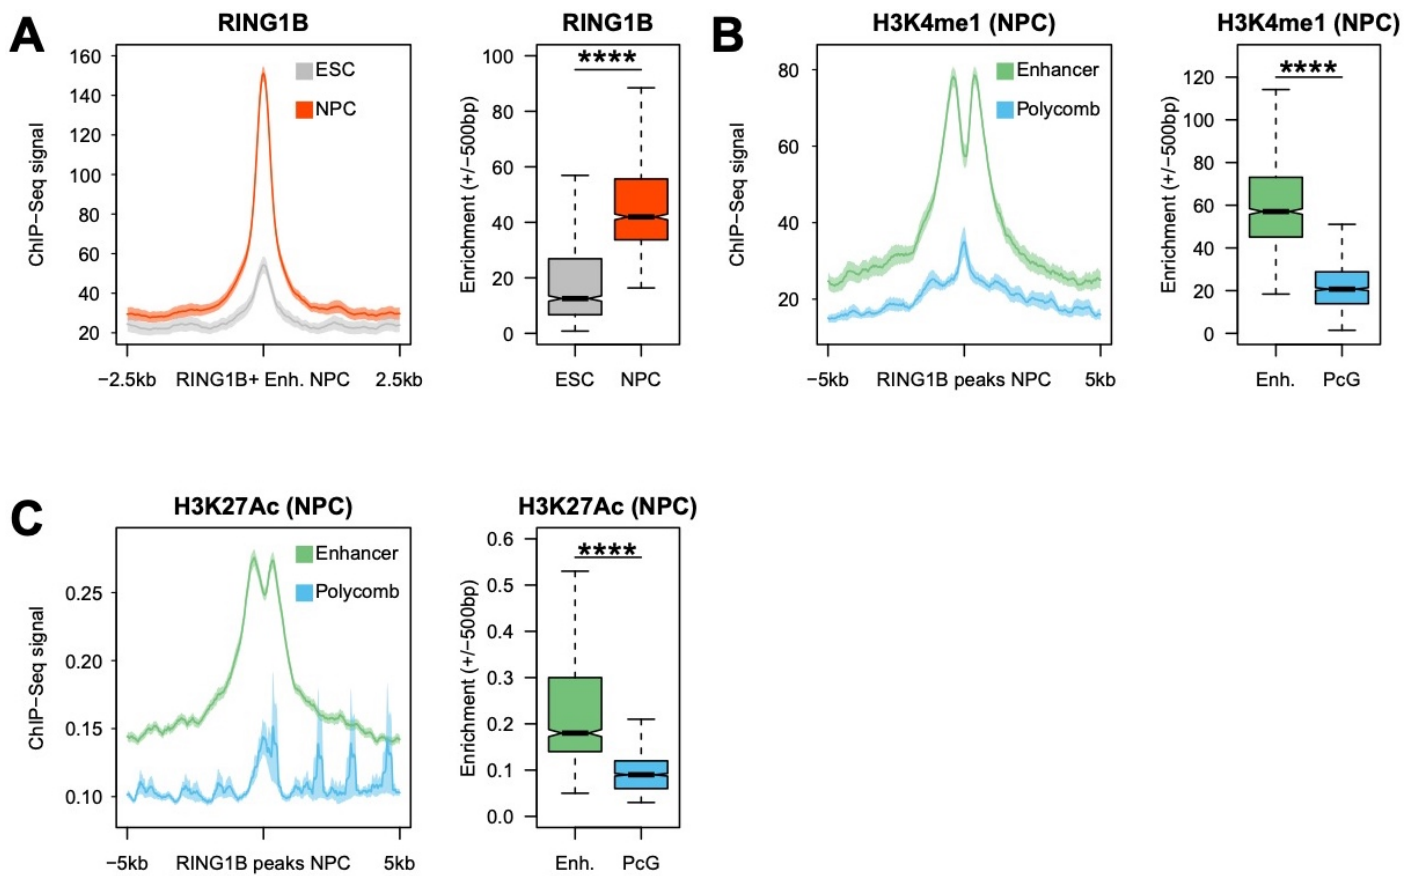 A
RING1B
ChIP−Seq signal
160
140
120
100
80
60
40
20
ESC
NPC
−2.5kb RING1B+ Enh. NPC 2.5kb
RING1B
Enrichment (+/−500bp)
100
80
60
40
20
0
****
ESC NPC
B
H3K4me1 (NPC)
ChIP−Seq signal
80
60
40
20
Enhancer
Polycomb
−5kb RING1B peaks NPC 5kb
H3K4me1 (NPC)
Enrichment (+/−500bp)
120
100
80
60
40
20
0
****
Enh. PcG
C
H3K27Ac (NPC)
ChIP−Seq signal
0.25
0.20
0.15
0.10
Enhancer
Polycomb
−5kb RING1B peaks NPC 5kb
H3K27Ac (NPC)
Enrichment (+/−500bp)
0.6
0.5
0.4
0.3
0.2
0.1
0.0
****
Enh. PcG